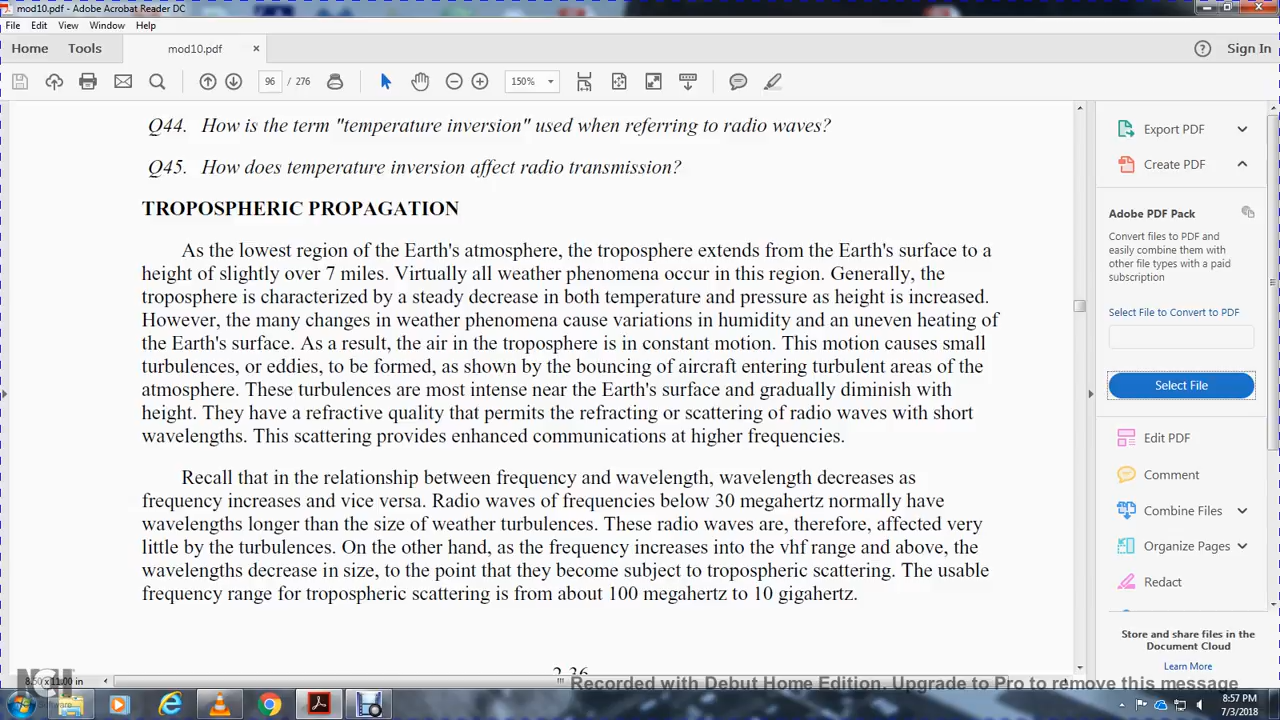 mod10.pdf - Adobe Acrobat Reader DC
File Edit View Window Help
Home Tools mod10.pdf × Sign In
96 / 276 150%
Q44. How is the term "temperature inversion" used when referring to radio waves?
Q45. How does temperature inversion affect radio transmission?
TROPOSPHERIC PROPAGATION
As the lowest region of the Earth's atmosphere, the troposphere extends from the Earth's surface to a
height of slightly over 7 miles. Virtually all weather phenomena occur in this region. Generally, the
troposphere is characterized by a steady decrease in both temperature and pressure as height is increased.
However, the many changes in weather phenomena cause variations in humidity and an uneven heating of
the Earth's surface. As a result, the air in the troposphere is in constant motion. This motion causes small
turbulences, or eddies, to be formed, as shown by the bouncing of aircraft entering turbulent areas of the
atmosphere. These turbulences are most intense near the Earth's surface and gradually diminish with
height. They have a refractive quality that permits the refracting or scattering of radio waves with short
wavelengths. This scattering provides enhanced communications at higher frequencies.
Recall that in the relationship between frequency and wavelength, wavelength decreases as
frequency increases and vice versa. Radio waves of frequencies below 30 megahertz normally have
wavelengths longer than the size of weather turbulences. These radio waves are, therefore, affected very
little by the turbulences. On the other hand, as the frequency increases into the vhf range and above, the
wavelengths decrease in size, to the point that they become subject to tropospheric scattering. The usable
frequency range for tropospheric scattering is from about 100 megahertz to 10 gigahertz.
2-36
8.50 x 11.00 in
Export PDF
Create PDF
Adobe PDF Pack
Convert files to PDF and
easily combine them with
other file types with a paid
subscription
Select File to Convert to PDF
Select File
Edit PDF
Comment
Combine Files
Organize Pages
Redact
Store and share files in the
Document Cloud
Learn More
Recorded with Debut Home Edition. Upgrade to Pro to remove this message
8:57 PM
7/3/2018